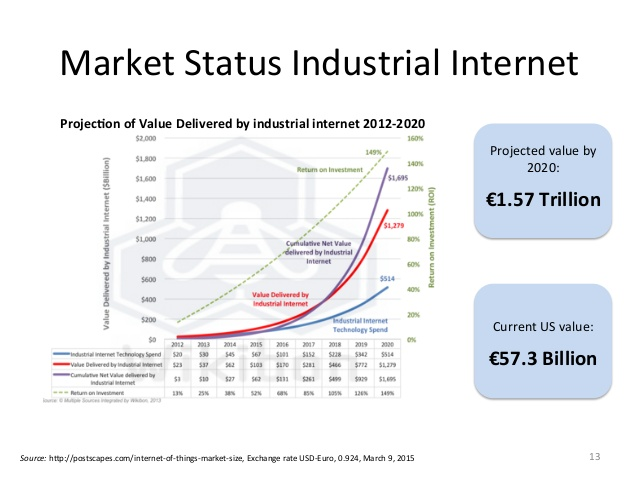 Market Status Industrial Internet
Projection of Value Delivered by industrial internet 2012-2020
$2,000
$1,800
$1,600
$1,400
$1,200
$1,000
$800
$600
$400
$200
$0
Value Delivered by Industrial Internet ($Billion)
160%
140%
120%
100%
80%
60%
40%
20%
0%
Return on Investment (ROI)
149%
Return on Investment
$1,695
$1,279
Cumulative Net Value
delivered by Industrial
Internet
Value Delivered by
Industrial Internet
$514
Industrial Internet
Technology Spend
2012 2013 2014 2015 2016 2017 2018 2019 2020
Industrial Internet Technology Spend $20 $30 $45 $67 $101 $152 $228 $342 $514
Value Delivered by Industrial Internet $23 $37 $62 $103 $170 $281 $466 $772 $1,279
Cumulative Net Value delivered by
Industrial Internet $3 $10 $27 $62 $131 $261 $499 $929 $1,695
Return on Investment 13% 25% 38% 52% 68% 85% 105% 126% 149%
Source: © Multiple Sources Integrated by Wikibon, 2013
Projected value by
2020:
€1.57 Trillion
Current US value:
€57.3 Billion
Source: http://postscapes.com/internet-of-things-market-size, Exchange rate USD-Euro, 0.924, March 9, 2015
13